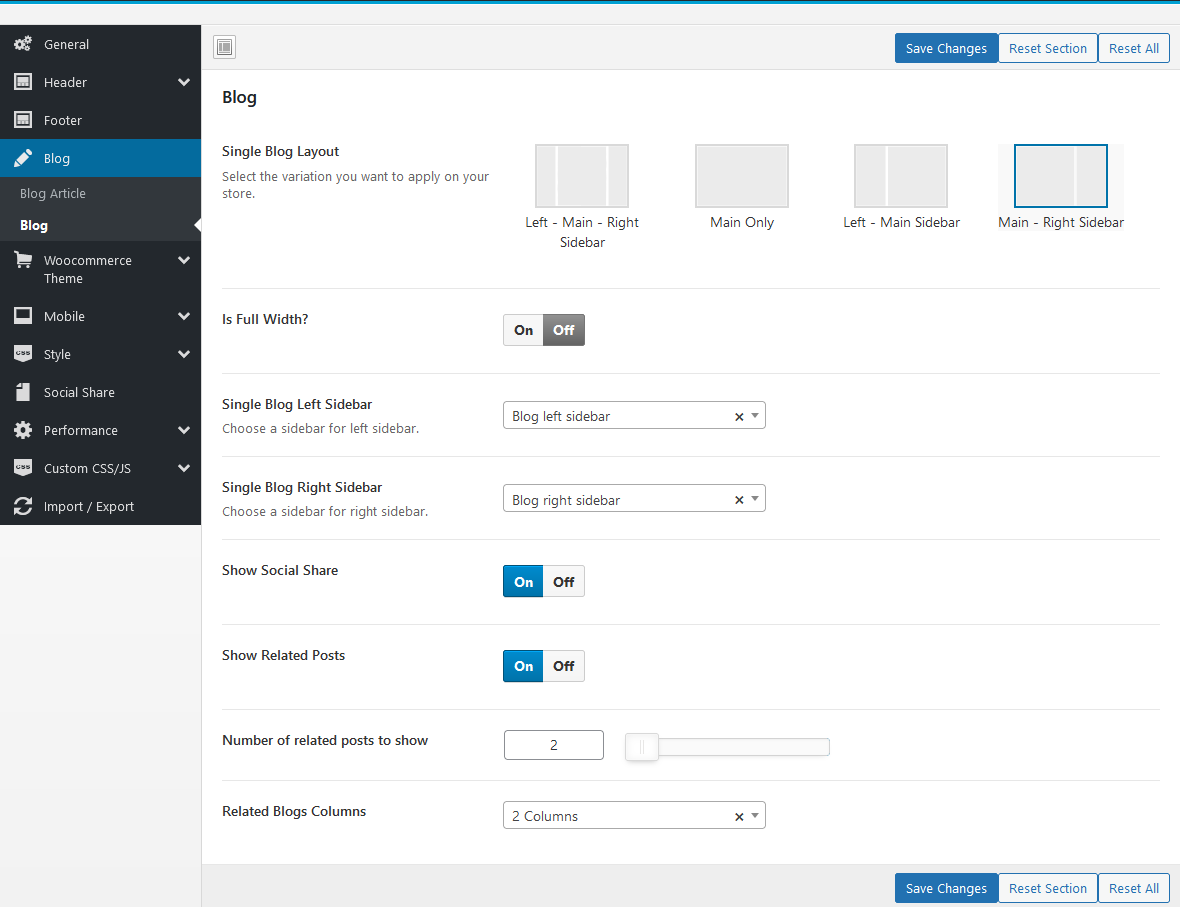 General
Header
Footer
Blog
Blog Article
Blog
Woocommerce
Theme
Mobile
css Style
Social Share
Performance
css Custom CSS/JS
Import / Export
Save Changes Reset Section Reset All
Blog
Single Blog Layout
Select the variation you want to apply on your
store.
Left - Main - Right
Sidebar
Main Only
Left - Main Sidebar
Main - Right Sidebar
Is Full Width?
On Off
Single Blog Left Sidebar
Choose a sidebar for left sidebar.
Blog left sidebar ×
Single Blog Right Sidebar
Choose a sidebar for right sidebar.
Blog right sidebar ×
Show Social Share
On Off
Show Related Posts
On Off
Number of related posts to show
2
Related Blogs Columns
2 Columns ×
Save Changes Reset Section Reset All